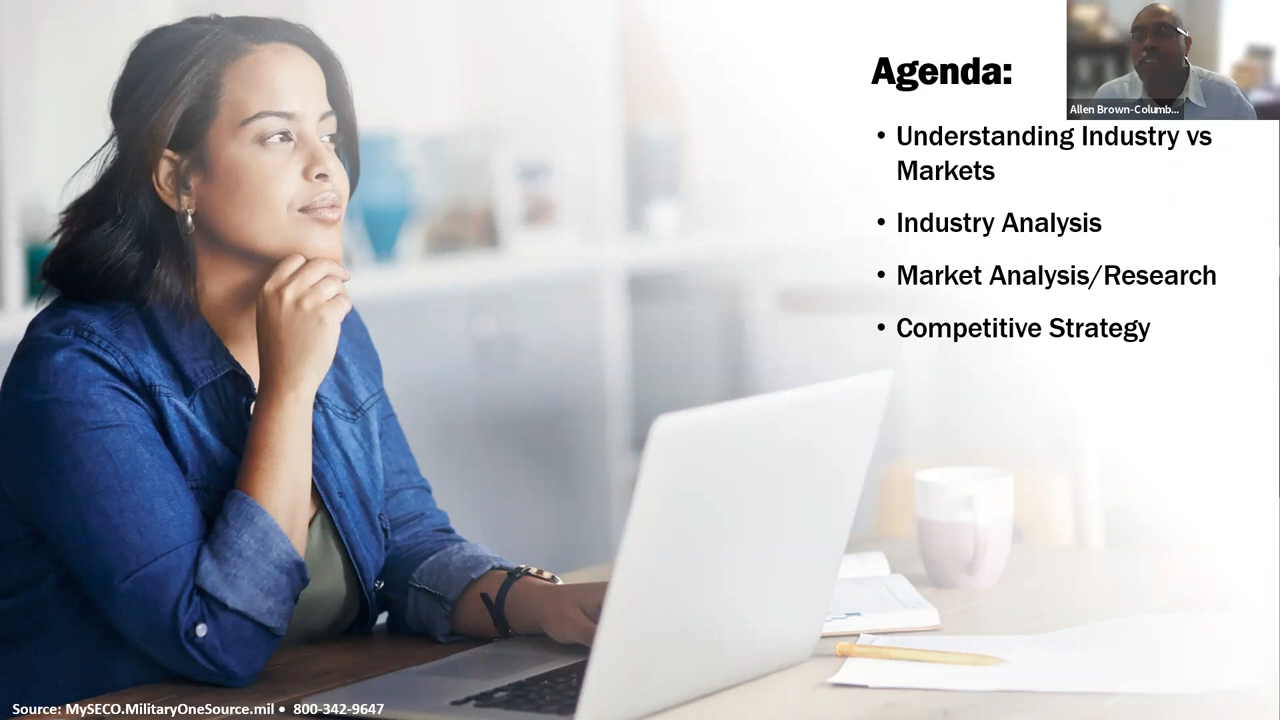 Agenda:
Allen Brown-Columb...
• Understanding Industry vs
Markets
• Industry Analysis
• Market Analysis/Research
• Competitive Strategy
Source: MySECO.MilitaryOneSource.mil • 800-342-9647